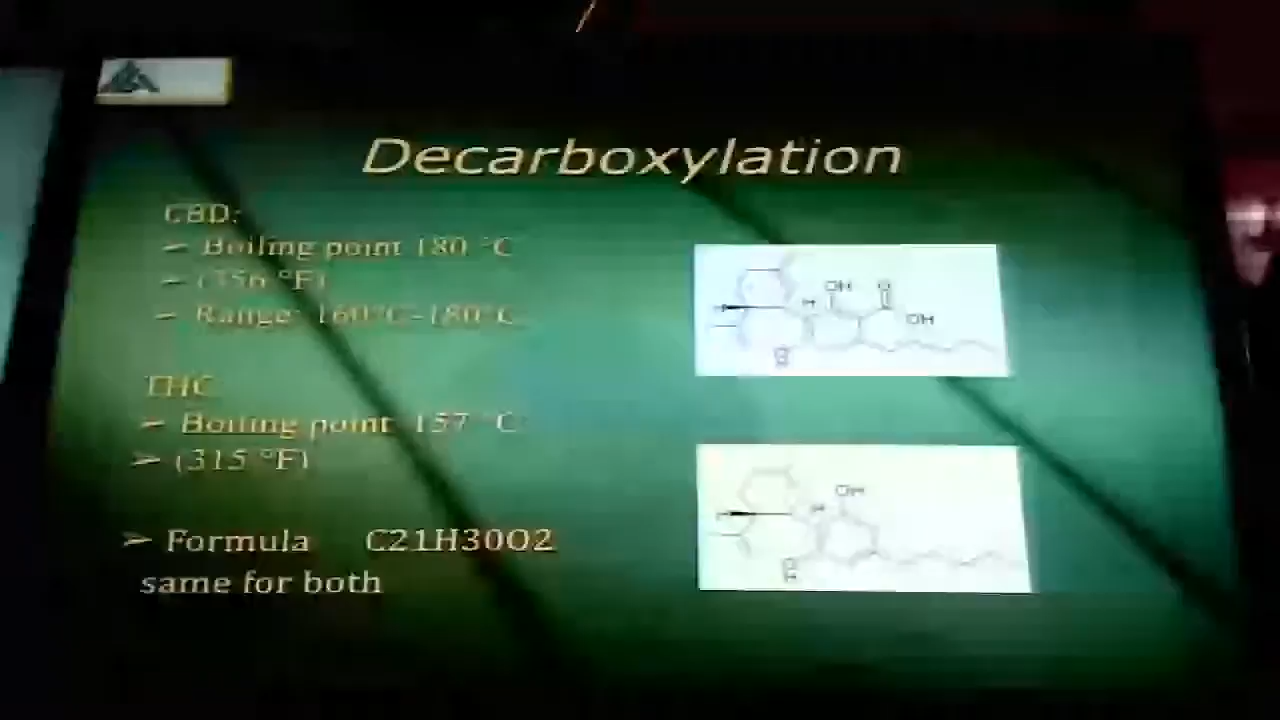 Decarboxylation
CBD:
➢ Boiling point 180 °C
➢ (356 °F)
➢ Range: 160°C-180°C
THC
➢ Boiling point 157 °C
➢ (315 °F)
➢ Formula C21H30O2
same for both
OH
O
H
H
OH
OH
H
H